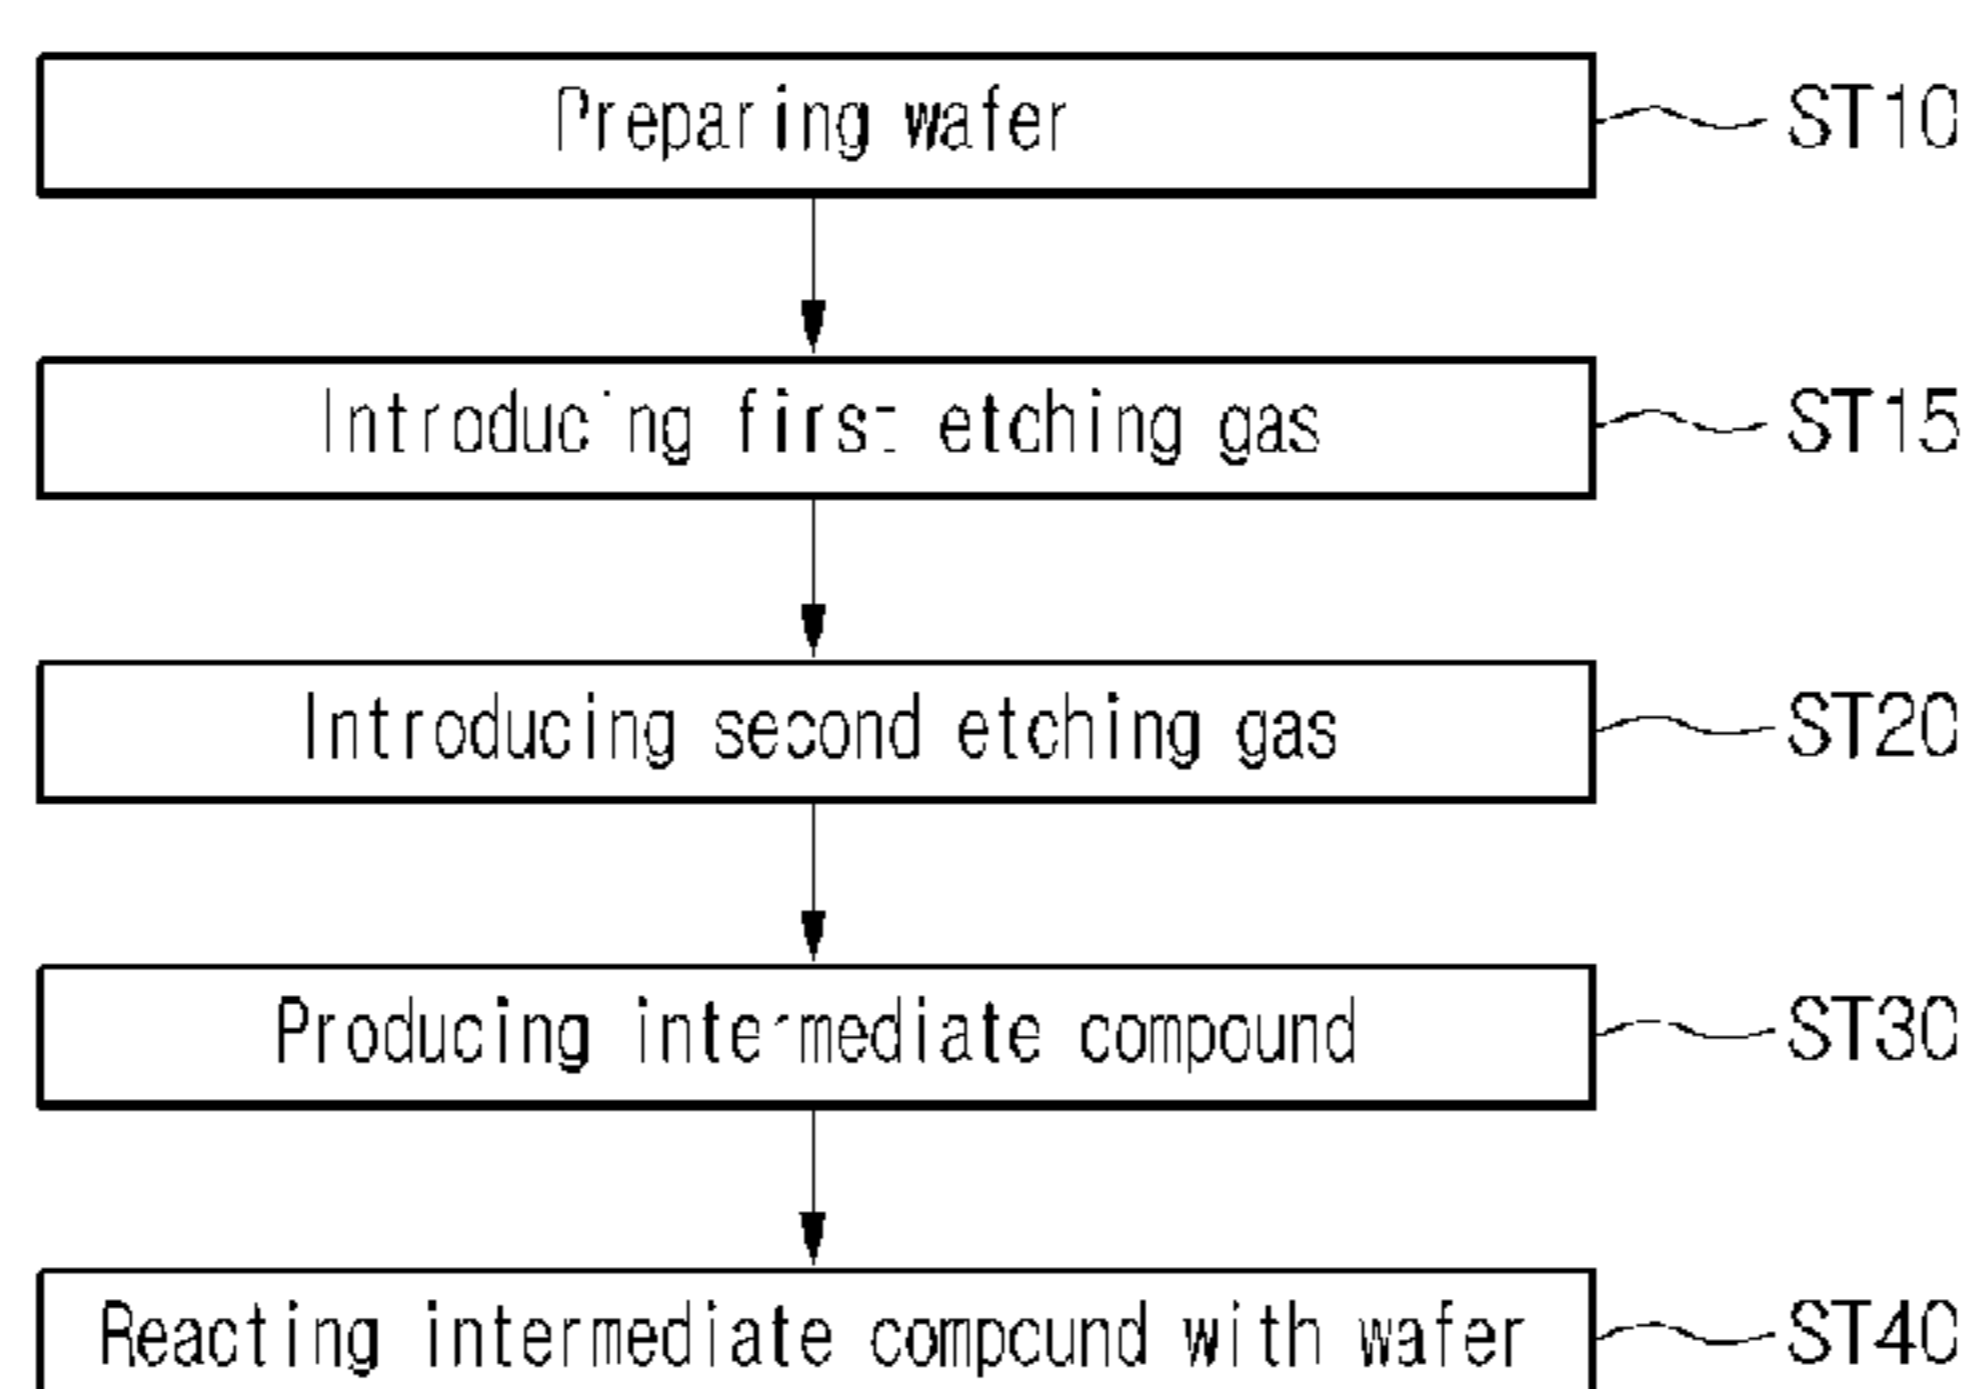 Preparing wafer ST10
Introducing first etching gas ST15
Introducing second etching gas ST20
Producing intermediate compound ST30
Reacting intermediate compound with wafer ST40